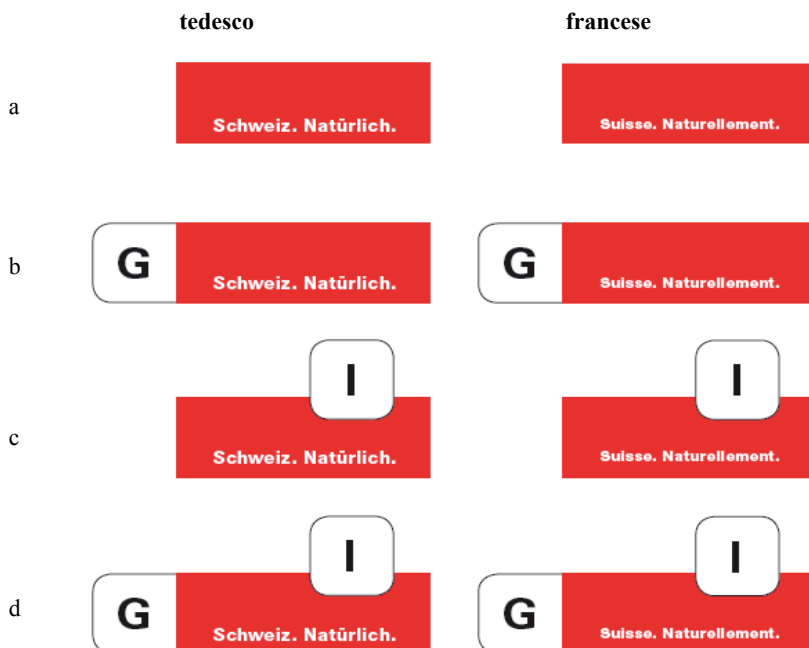 tedesco francese
a Schweiz. Natürlich. Suisse. Naturellement.
b G Schweiz. Natürlich. G Suisse. Naturellement.
I I
c Schweiz. Natürlich. Suisse. Naturellement.
I I
d G Schweiz. Natürlich. G Suisse. Naturellement.